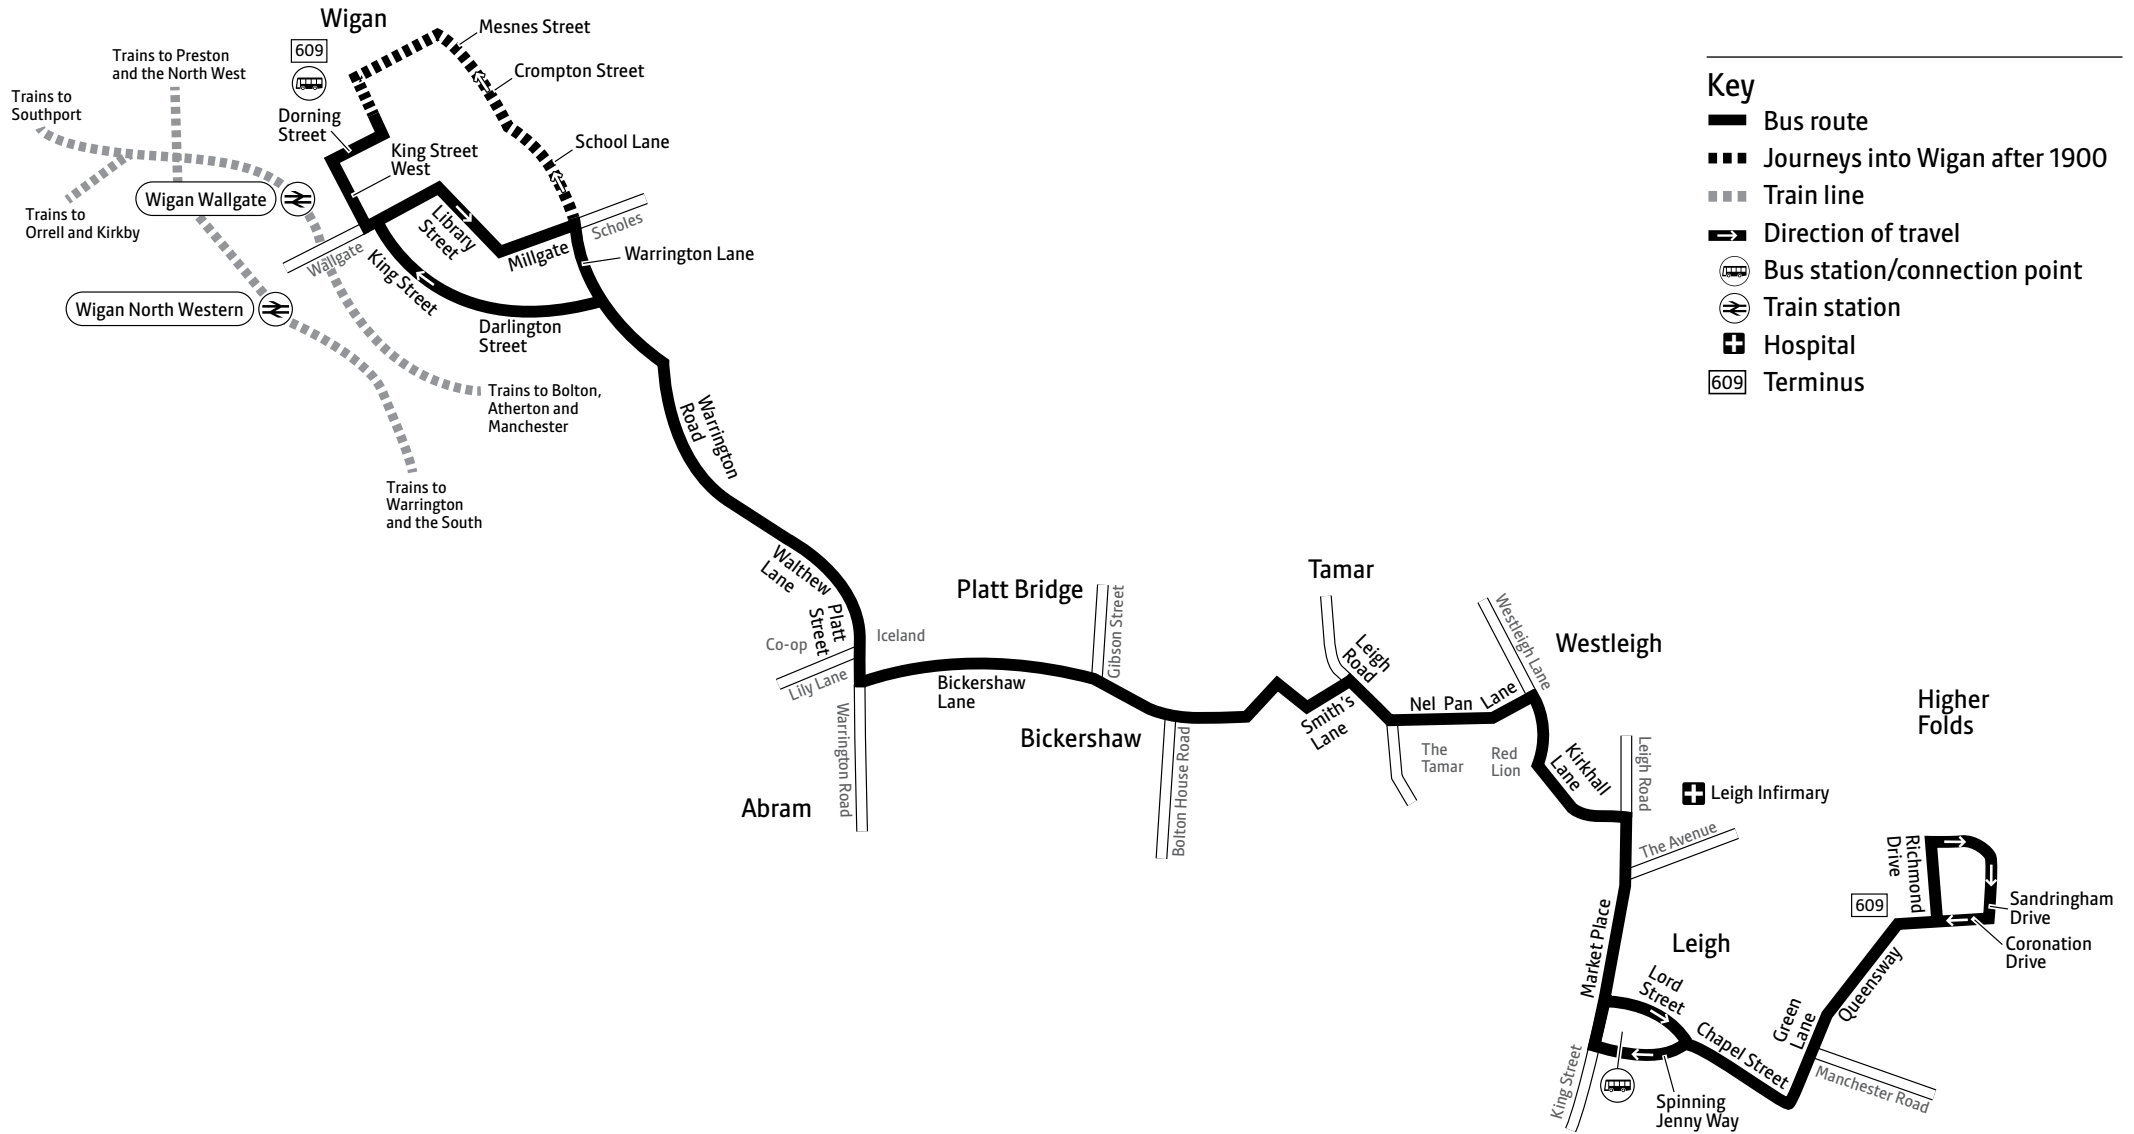 Wigan
609
Mesnes Street
Crompton Street
School Lane
Trains to Preston
and the North West
Trains to
Southport
Dorning
Street
King Street
West
Wigan Wallgate
Trains to
Orrell and Kirkby
Library
Street
Scholes
Millgate
Warrington Lane
Wallgate
King Street
Wigan North Western
Darlington
Street
Trains to Bolton,
Atherton and
Manchester
Trains to
Warrington
and the South
Warrington
Road
Walthew
Lane
Platt
Street
Co-op
Iceland
Lily Lane
Warrington Road
Abram
Bickershaw
Lane
Platt Bridge
Gibson Street
Bickershaw
Bolton House Road
Tamar
Leigh
Road
Smith's
Lane
Nel Pan Lane
The
Tamar
Red
Lion
Westleigh Lane
Westleigh
Kirkhall
Lane
Leigh Road
Leigh Infirmary
The Avenue
Market Place
Leigh
Lord
Street
Chapel Street
King Street
Spinning
Jenny Way
Green
Lane
Manchester Road
Queensway
Higher
Folds
609
Richmond
Drive
Sandringham
Drive
Coronation
Drive
Key
Bus route
Journeys into Wigan after 1900
Train line
Direction of travel
Bus station/connection point
Train station
Hospital
609 Terminus